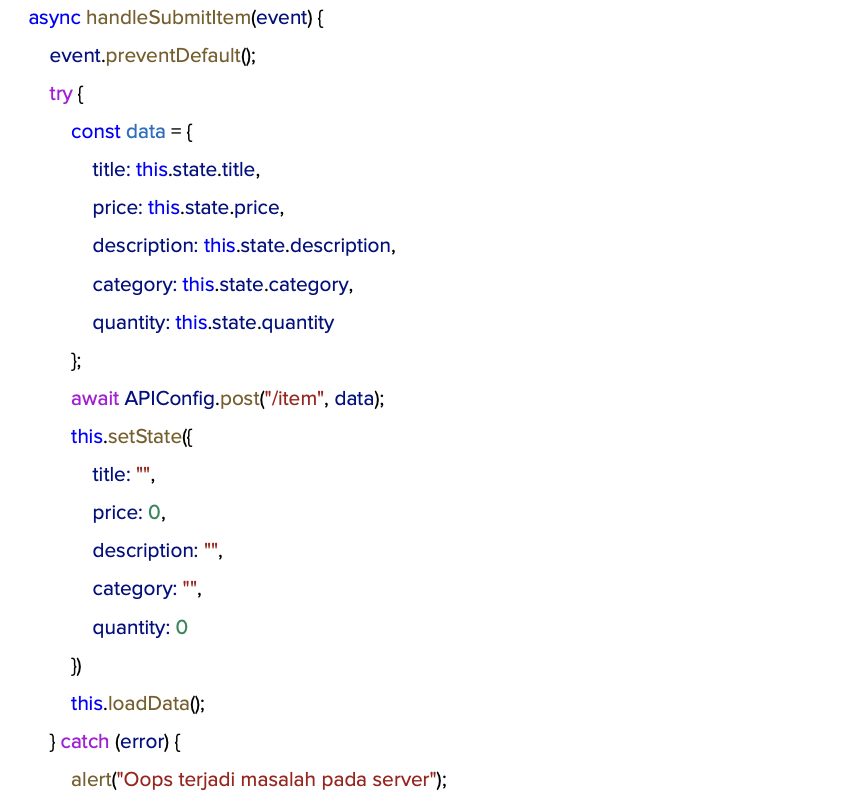 async handleSubmitItem(event) {
event.preventDefault();
try {
const data = {
title: this.state.title,
price: this.state.price,
description: this.state.description,
category: this.state.category,
quantity: this.state.quantity
};
await APIConfig.post("/item", data);
this.setState({
title: "",
price: 0,
description: "",
category: "",
quantity: 0
})
this.loadData();
} catch (error) {
alert("Oops terjadi masalah pada server");